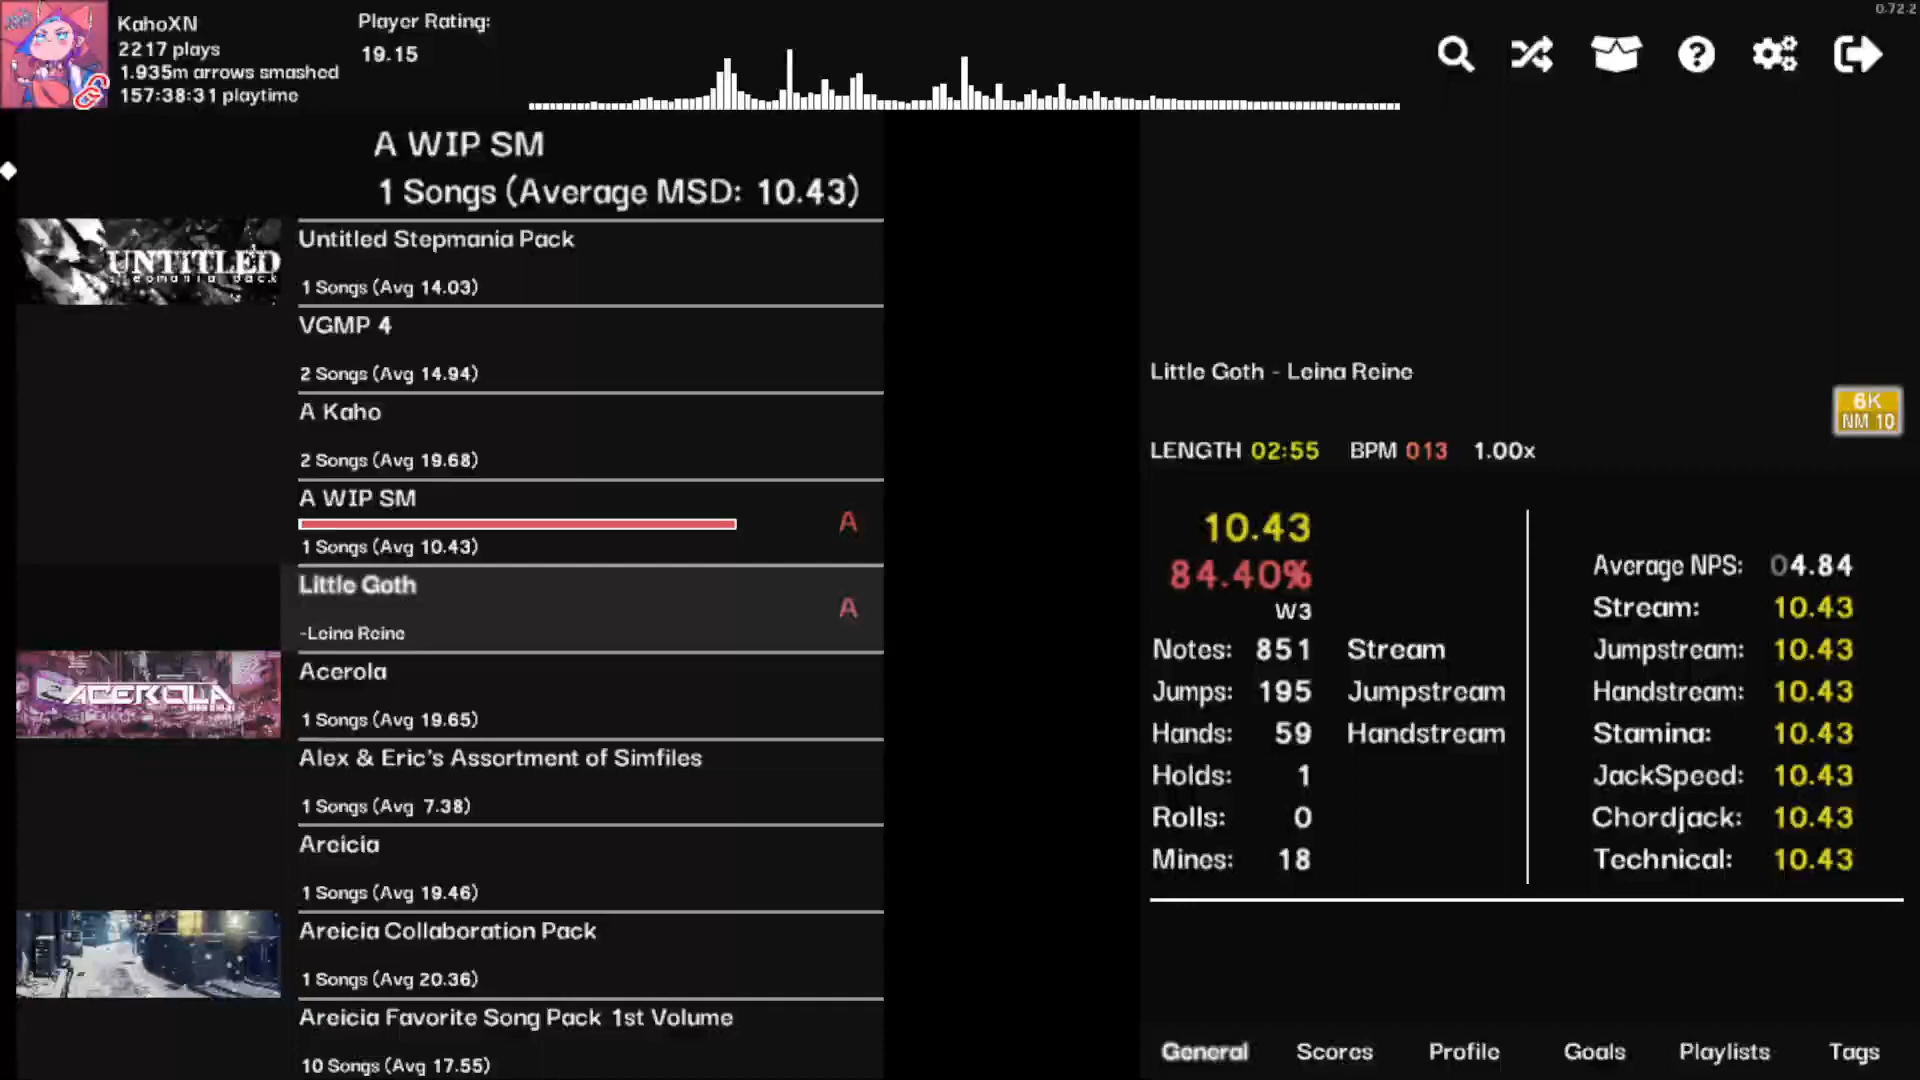 KahoXN
2217 plays
1.935m arrows smashed
157:38:31 playtime
Player Rating:
19.15
0.72.2
A WIP SM
1 Songs (Average MSD: 10.43)
UNTITLED
stepmania pack
Untitled Stepmania Pack
1 Songs (Avg 14.03)
VGMP 4
2 Songs (Avg 14.94)
A Kaho
2 Songs (Avg 19.68)
A WIP SM
A
1 Songs (Avg 10.43)
Little Goth
A
-Leina Reine
ACEROLA
Acerola
1 Songs (Avg 19.65)
Alex & Eric's Assortment of Simfiles
1 Songs (Avg 7.38)
Areicia
1 Songs (Avg 19.46)
Areicia Collaboration Pack
1 Songs (Avg 20.36)
Areicia Favorite Song Pack 1st Volume
10 Songs (Avg 17.55)
Little Goth - Leina Reine
6K
NM 10
LENGTH 02:55 BPM 013 1.00x
10.43
84.40%
W3
Notes: 851 Stream
Jumps: 195 Jumpstream
Hands: 59 Handstream
Holds: 1
Rolls: 0
Mines: 18
Average NPS: 04.84
Stream: 10.43
Jumpstream: 10.43
Handstream: 10.43
Stamina: 10.43
JackSpeed: 10.43
Chordjack: 10.43
Technical: 10.43
General Scores Profile Goals Playlists Tags